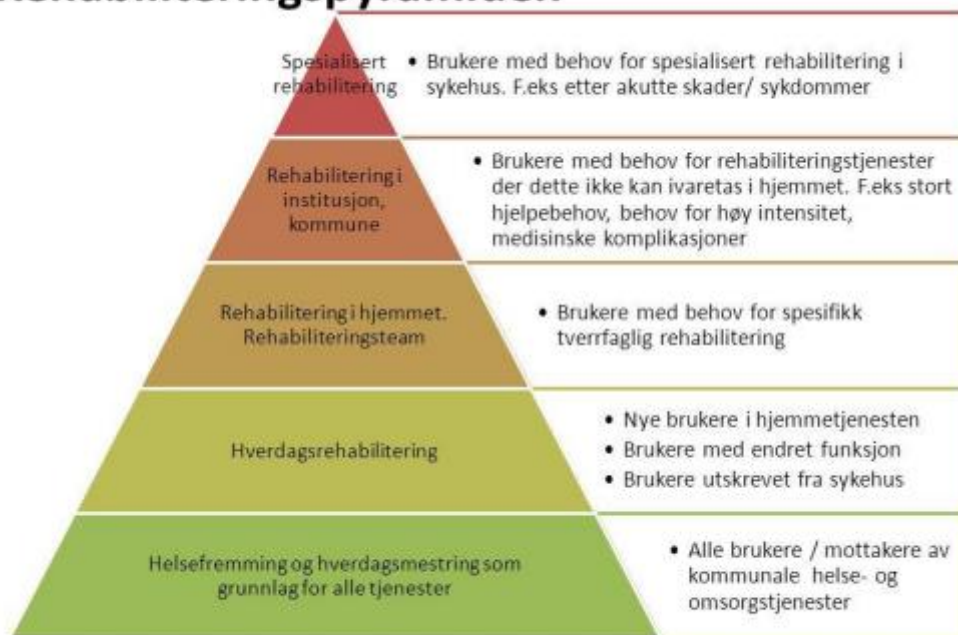 Spesialisert
rehabilitering
• Brukere med behov for spesialisert rehabilitering i
sykehus. F.eks etter akutte skader/ sykdommer
Rehabilitering i
institusjon,
kommune
• Brukere med behov for rehabiliteringstjenester
der dette ikke kan ivaretas i hjemmet. F.eks stort
hjelpebehov, behov for høy intensitet,
medisinske komplikasjoner
Rehabilitering i hjemmet.
Rehabiliteringsteam
• Brukere med behov for spesifikk
tverrfaglig rehabilitering
Hverdagsrehabilitering
• Nye brukere i hjemmetjenesten
• Brukere med endret funksjon
• Brukere utskrevet fra sykehus
Helsefremming og hverdagsmestring som
grunnlag for alle tjenester
• Alle brukere / mottakere av
kommunale helse- og
omsorgstjenester